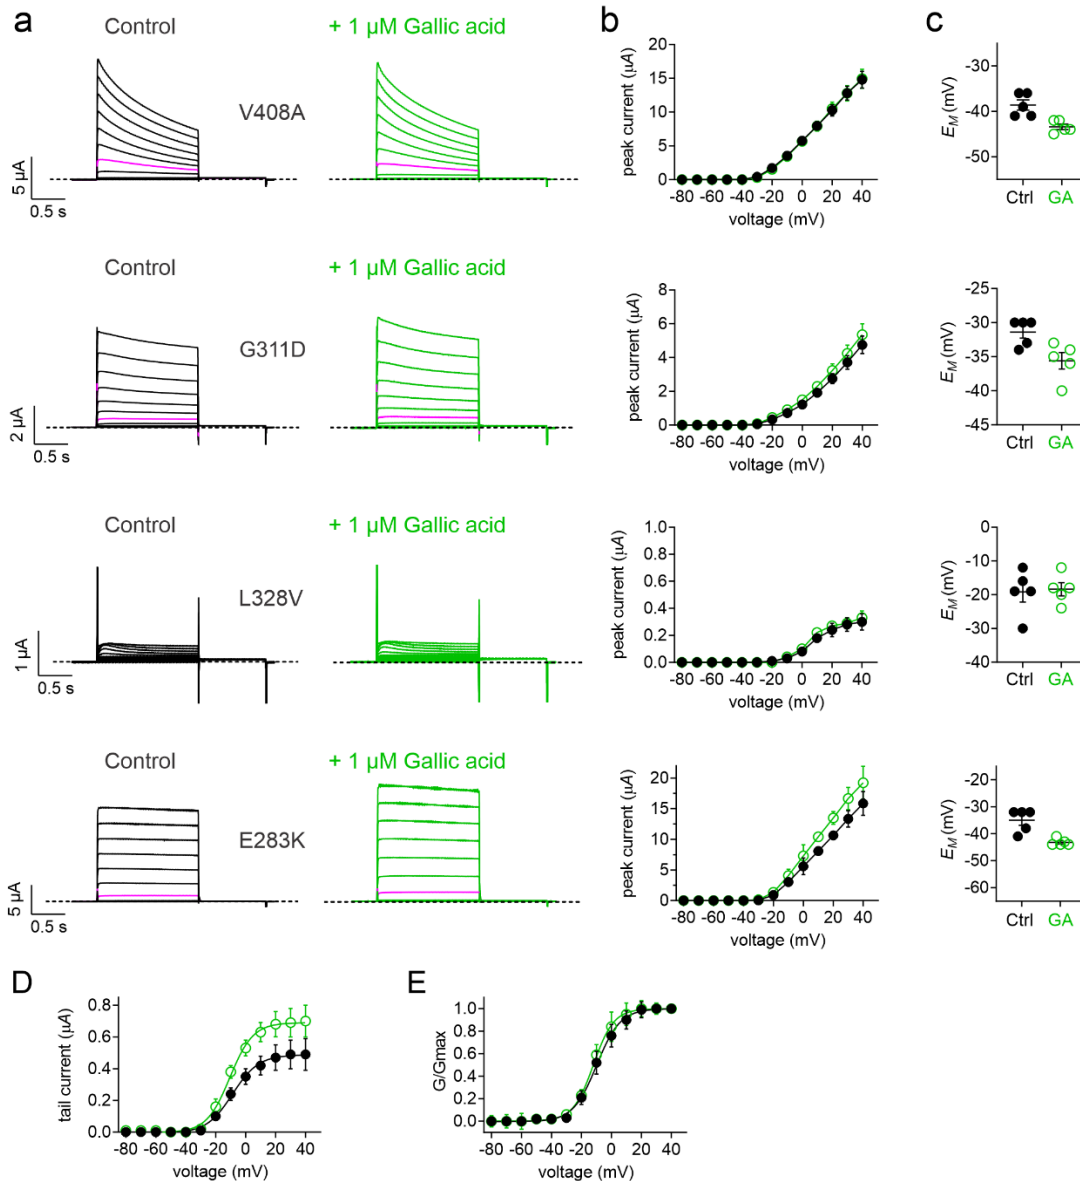 a
Control
+ 1 µM Gallic acid
b
c
V408A
5 µA
0.5 s
peak current (µA)
20
15
10
5
0
-80 -60 -40 -20 0 20 40
voltage (mV)
E_M (mV)
-30
-40
-50
Ctrl GA
Control
+ 1 µM Gallic acid
G311D
2 µA
0.5 s
peak current (µA)
8
6
4
2
0
-80 -60 -40 -20 0 20 40
voltage (mV)
E_M (mV)
-25
-30
-35
-40
-45
Ctrl GA
Control
+ 1 µM Gallic acid
L328V
1 µA
0.5 s
peak current (µA)
1.0
0.8
0.6
0.4
0.2
0.0
-80 -60 -40 -20 0 20 40
voltage (mV)
E_M (mV)
0
-10
-20
-30
-40
Ctrl GA
Control
+ 1 µM Gallic acid
E283K
5 µA
0.5 s
peak current (µA)
20
15
10
5
0
-80 -60 -40 -20 0 20 40
voltage (mV)
E_M (mV)
-20
-30
-40
-50
-60
Ctrl GA
D
tail current (µA)
0.8
0.6
0.4
0.2
0.0
-80 -60 -40 -20 0 20 40
voltage (mV)
E
G/Gmax
1.0
0.8
0.6
0.4
0.2
0.0
-80 -60 -40 -20 0 20 40
voltage (mV)